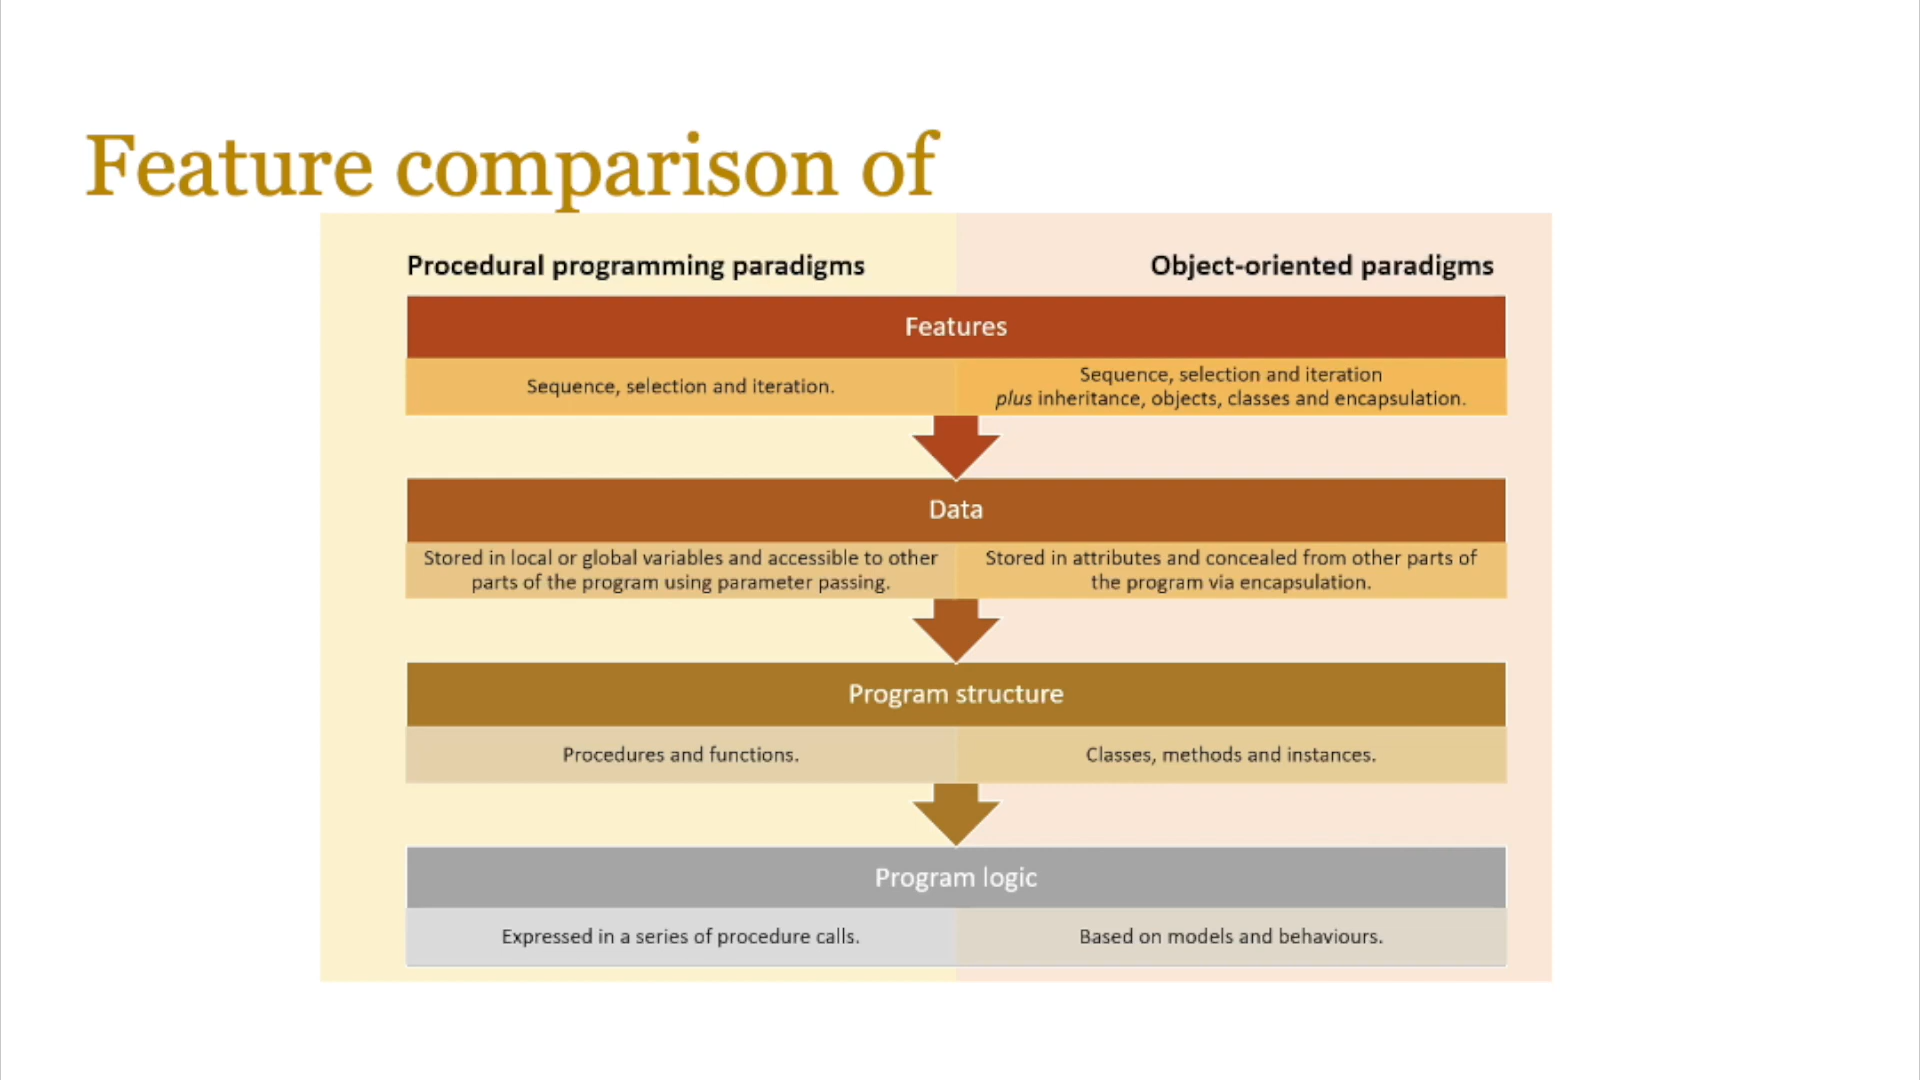 Feature comparison of
Procedural programming paradigms
Object-oriented paradigms
Features
Sequence, selection and iteration.
Sequence, selection and iteration
plus inheritance, objects, classes and encapsulation.
Data
Stored in local or global variables and accessible to other
parts of the program using parameter passing.
Stored in attributes and concealed from other parts of
the program via encapsulation.
Program structure
Procedures and functions.
Classes, methods and instances.
Program logic
Expressed in a series of procedure calls.
Based on models and behaviours.